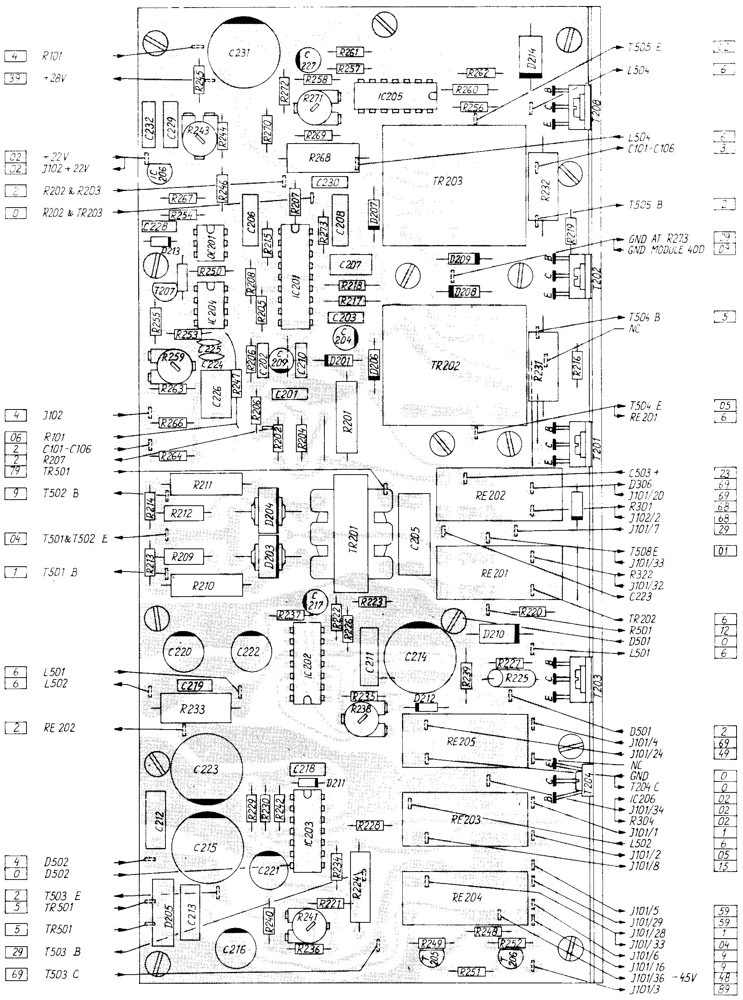 4 R101
39 +28V
02 +22V
02 J102 +22V
2 R202 & R203
0 R202 & TR203
4 J102
06 R101
2 C101-C106
2 R207
79 TR501
9 T502 B
04 T501&T502 E
1 T501 B
6 L501
6 L502
2 RE 202
4 D502
0 D502
2 T503 E
5 TR501
5 TR501
29 T503 B
69 T503 C
C231
C 227
R261
R257
R258
R262
D214
R245
R272
R271
IC205
R260
R256
B C E T208
C232
C229
R243
R244
R270
R269
R268
TR203
R232
IC 206
R246
C230
R267
R207
R254
C206
C208
D207
C228
OC201
R215
R273
R219
D213
C207
D209
R250
R208
IC201
R218
D208
B C E T202
T207
IC204
R205
R217
R255
C203
R253
C 204
C225
R259
C224
R206
C202
C 209
C210
D201
D206
TR202
R231
R216
R263
C226
R247
C201
R206
R201
R266
R202
R204
B C E T201
R264
R211
RE202
R214
R212
D204
TR201
C205
R213
R209
D203
RE201
R210
C 217
R223
R237
R222
R226
R220
D210
C220
C222
IC202
C211
C214
R227
R239
R225
B C E T203
C219
R235
D212
R233
R238
RE205
C223
C218
D211
E C B T204
C212
R229
R230
R242
IC203
R228
RE203
C215
C221
R234
R224
RE204
D205
C213
R240
R221
R241
R248
C216
R236
R249
R252
T 205
T 206
R251
T505 E
L504 6
L504
C101-C106 3
T505 B 2
GND AT R273 09
GND MODULE 400 09
T504 B 5
NC
T504 E 05
RE201 6
C503 + 23
D306 69
J101/20 69
R301 68
J102/2 68
J101/7 29
T508E 01
J101/33
R322
J101/32
C223
TR202 6
R501 12
D501 0
L501 6
D501 2
J101/4 69
J101/24 49
NC
GND 0
T204 C 0
IC206 02
J101/34 02
R304 02
J101/1 1
L502 6
J101/2 05
J101/8 15
J101/5 59
J101/29 59
J101/28 1
J101/33 04
J101/6 9
J101/16 9
J101/36 -45V 48
J101/3 89